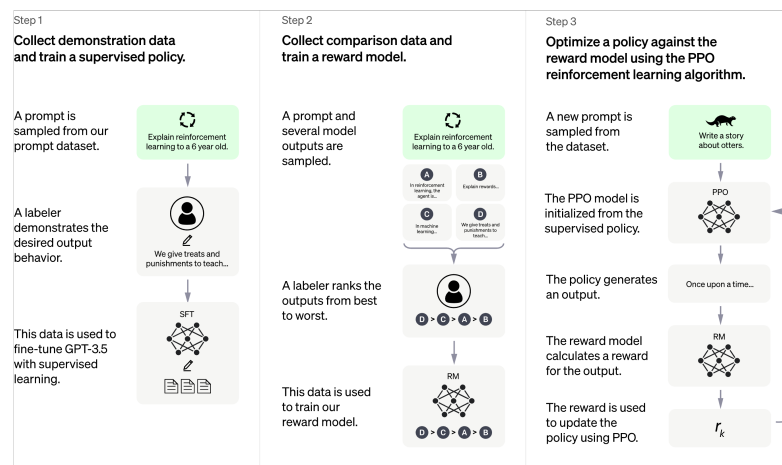 Step 1
Collect demonstration data
and train a supervised policy.
A prompt is
sampled from our
prompt dataset.
Explain reinforcement
learning to a 6 year old.
A labeler
demonstrates the
desired output
behavior.
We give treats and
punishments to teach...
This data is used to
fine-tune GPT-3.5
with supervised
learning.
SFT
Step 2
Collect comparison data and
train a reward model.
A prompt and
several model
outputs are
sampled.
Explain reinforcement
learning to a 6 year old.
A
In reinforcement
learning, the
agent is...
B
Explain rewards...
C
In machine
learning...
D
We give treats and
punishments to
teach...
A labeler ranks the
outputs from best
to worst.
D > C > A > B
This data is used
to train our
reward model.
RM
D > C > A > B
Step 3
Optimize a policy against the
reward model using the PPO
reinforcement learning algorithm.
A new prompt is
sampled from
the dataset.
Write a story
about otters.
The PPO model is
initialized from the
supervised policy.
PPO
The policy generates
an output.
Once upon a time...
The reward model
calculates a reward
for the output.
RM
The reward is used
to update the
policy using PPO.
rₖ